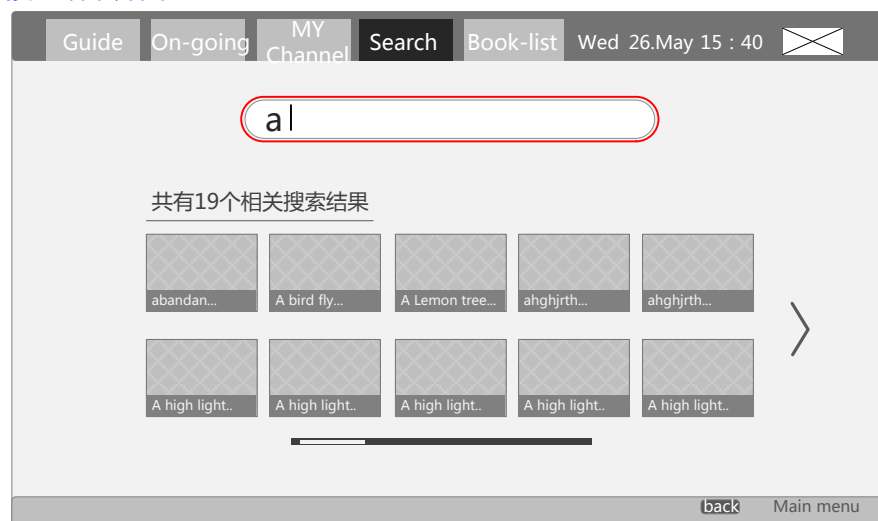 Guide On-going MY Channel Search Book-list Wed 26.May 15 : 40
a
共有19个相关搜索结果
abandan... A bird fly... A Lemon tree... ahghjrth... ahghjrth...
A high light.. A high light.. A high light.. A high light.. A high light..
back Main menu